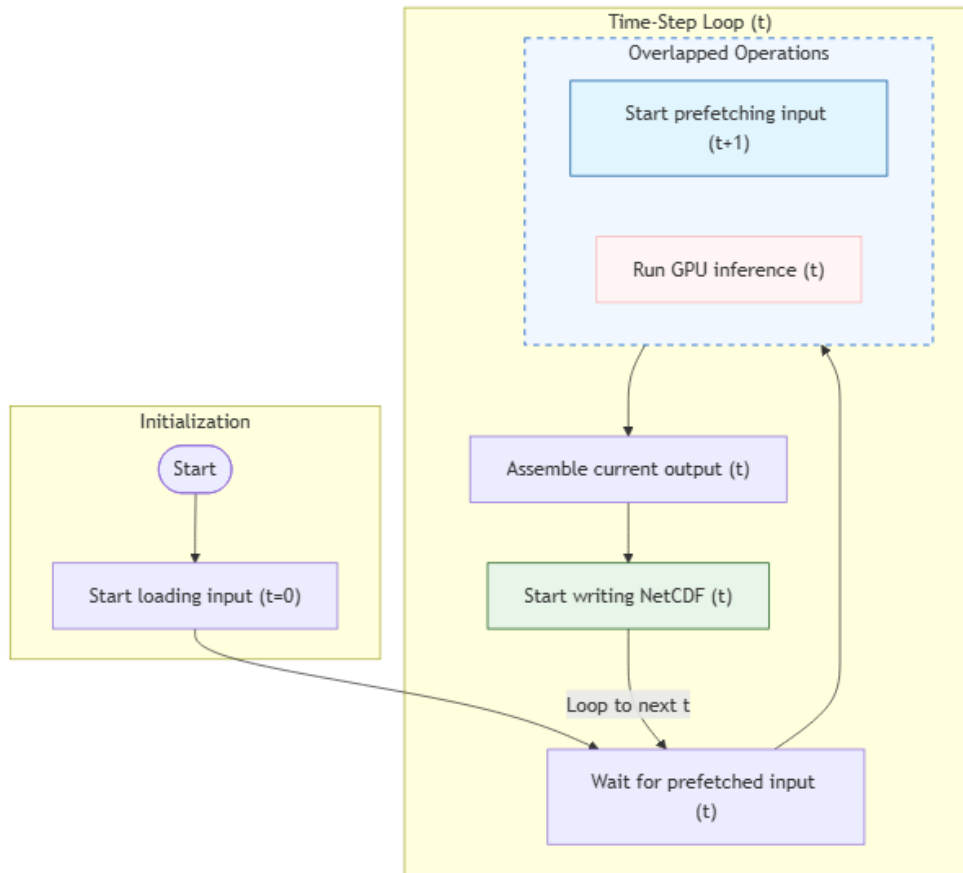 Time-Step Loop (t)
Overlapped Operations
Start prefetching input
(t+1)
Run GPU inference (t)
Initialization
Start
Assemble current output (t)
Start loading input (t=0)
Start writing NetCDF (t)
Loop to next t
Wait for prefetched input
(t)